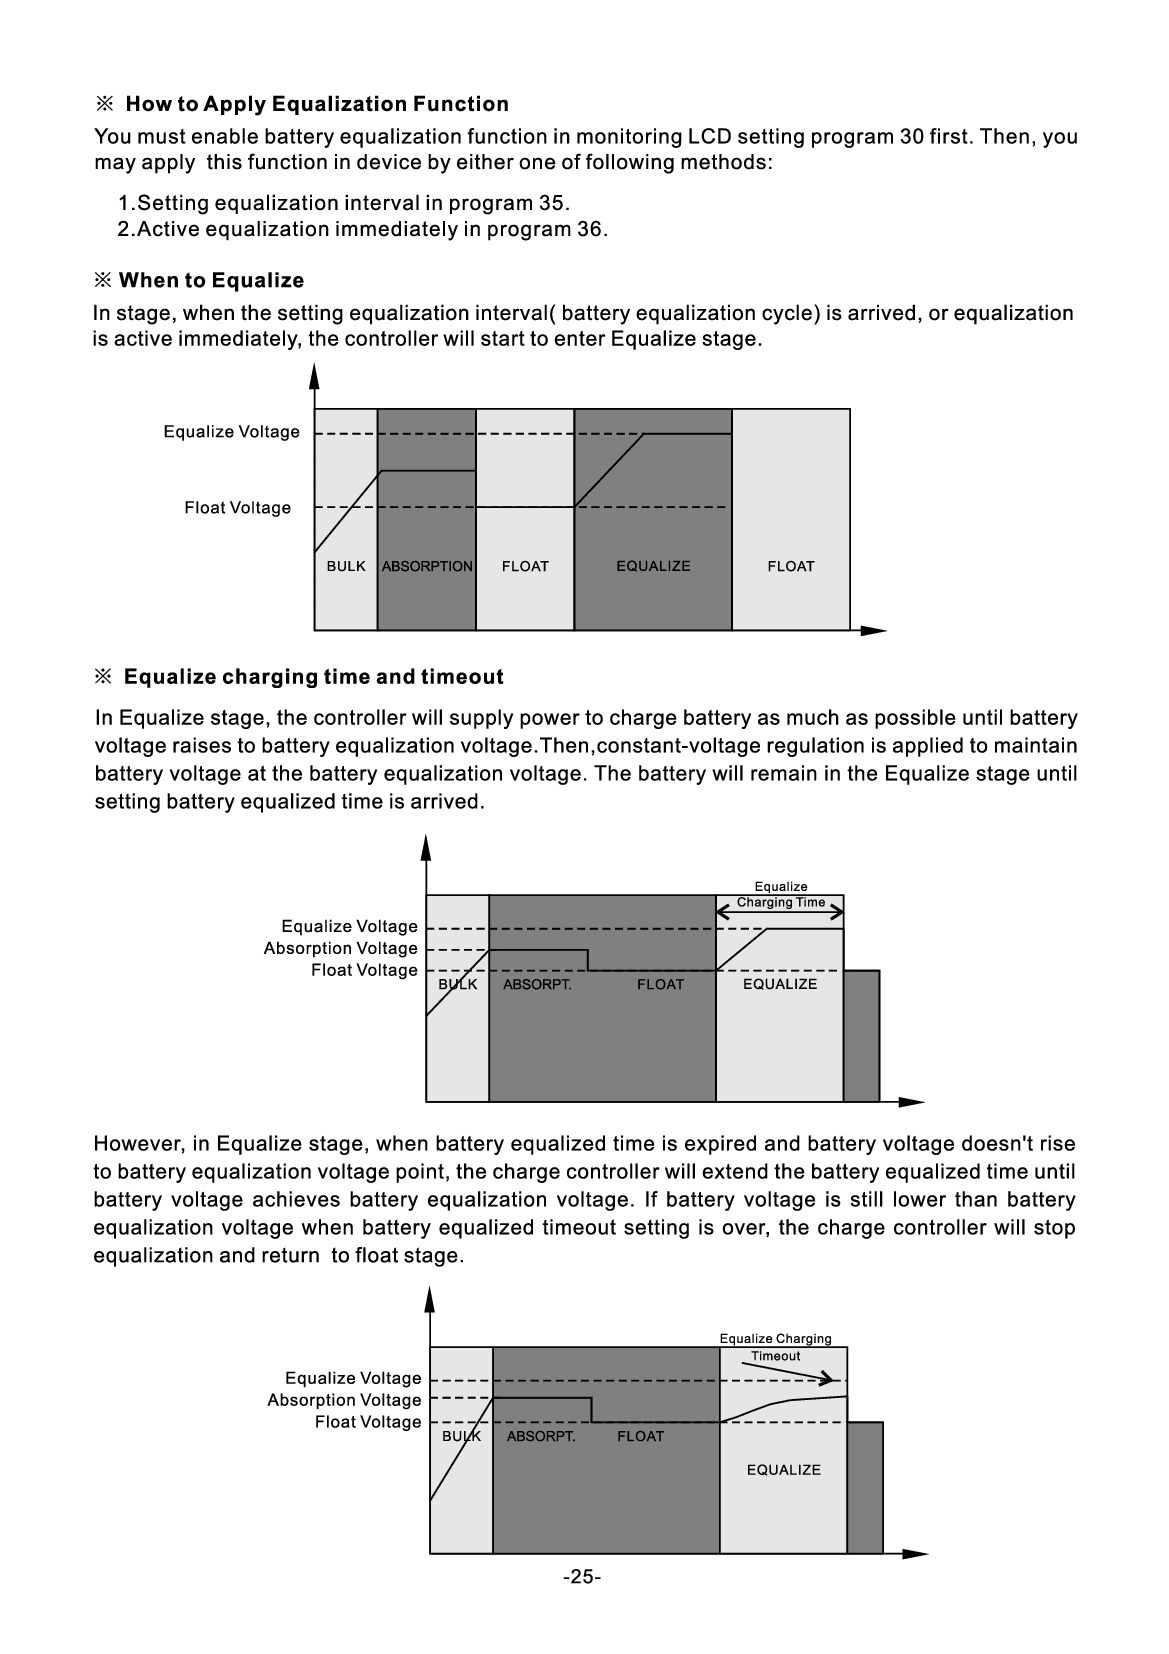 ※ How to Apply Equalization Function
You must enable battery equalization function in monitoring LCD setting program 30 first. Then, you
may apply  this function in device by either one of following methods:
1.Setting equalization interval in program 35.
2.Active equalization immediately in program 36.
※ When to Equalize
In stage, when the setting equalization interval( battery equalization cycle) is arrived, or equalization
is active immediately, the controller will start to enter Equalize stage.
Equalize Voltage
Float Voltage
BULK ABSORPTION FLOAT EQUALIZE FLOAT
※ Equalize charging time and timeout
In Equalize stage, the controller will supply power to charge battery as much as possible until battery
voltage raises to battery equalization voltage.Then,constant-voltage regulation is applied to maintain
battery voltage at the battery equalization voltage. The battery will remain in the Equalize stage until
setting battery equalized time is arrived.
Equalize
Charging Time
Equalize Voltage
Absorption Voltage
Float Voltage
BULK ABSORPT. FLOAT EQUALIZE
However, in Equalize stage, when battery equalized time is expired and battery voltage doesn't rise
to battery equalization voltage point, the charge controller will extend the battery equalized time until
battery voltage achieves battery equalization voltage. If battery voltage is still lower than battery
equalization voltage when battery equalized timeout setting is over, the charge controller will stop
equalization and return  to float stage.
Equalize Charging
Timeout
Equalize Voltage
Absorption Voltage
Float Voltage
BULK ABSORPT. FLOAT
EQUALIZE
-25-